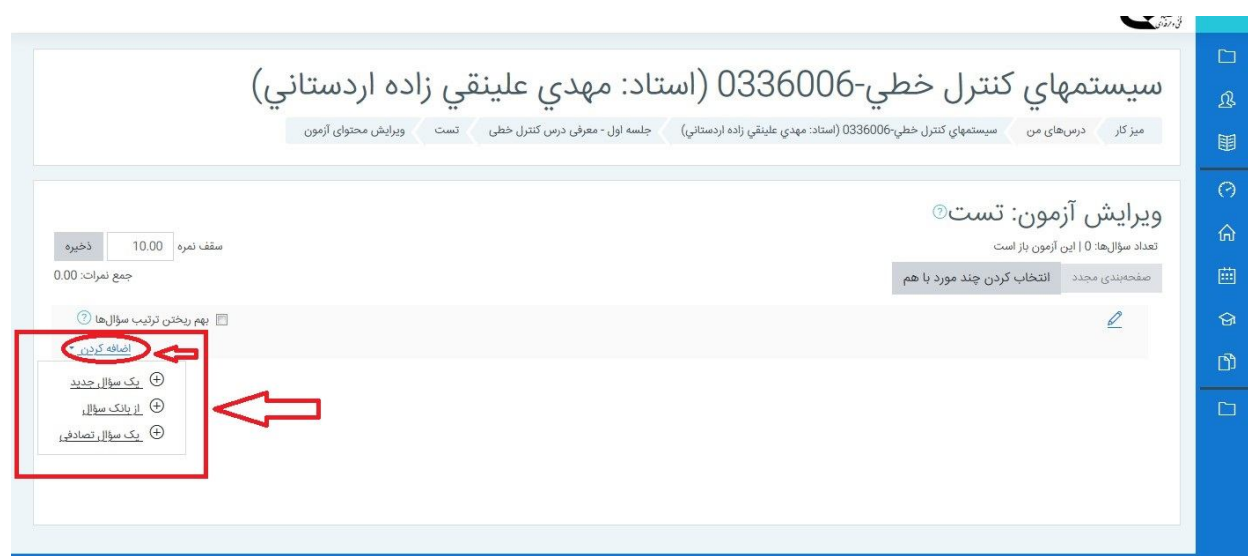 سیستمهاي کنترل خطي-0336006 (استاد: مهدي علینقي زاده اردستاني)
میز کار درس‌های من سیستمهاي کنترل خطي-0336006 (استاد: مهدي علینقي زاده اردستاني) جلسه اول - معرفی درس کنترل خطی تست ویرایش محتوای آزمون
ویرایش آزمون: تست
تعداد سؤال‌ها: 0 | این آزمون باز است
سقف نمره 10.00 ذخیره
صفحه‌بندی مجدد انتخاب کردن چند مورد با هم
جمع نمرات: 0.00
بهم ریختن ترتیب سؤال‌ها
اضافه کردن
یک سؤال جدید
از بانک سؤال
یک سؤال تصادفی